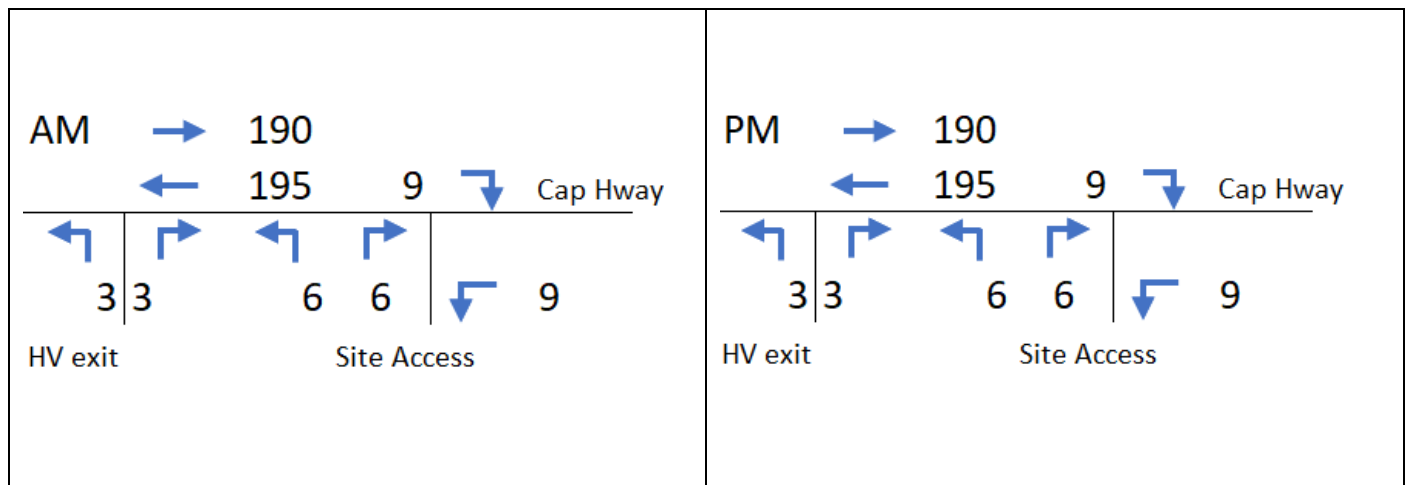 AM 190
195 9 Cap Hway
3 3 6 6 9
HV exit Site Access
PM 190
195 9 Cap Hway
3 3 6 6 9
HV exit Site Access